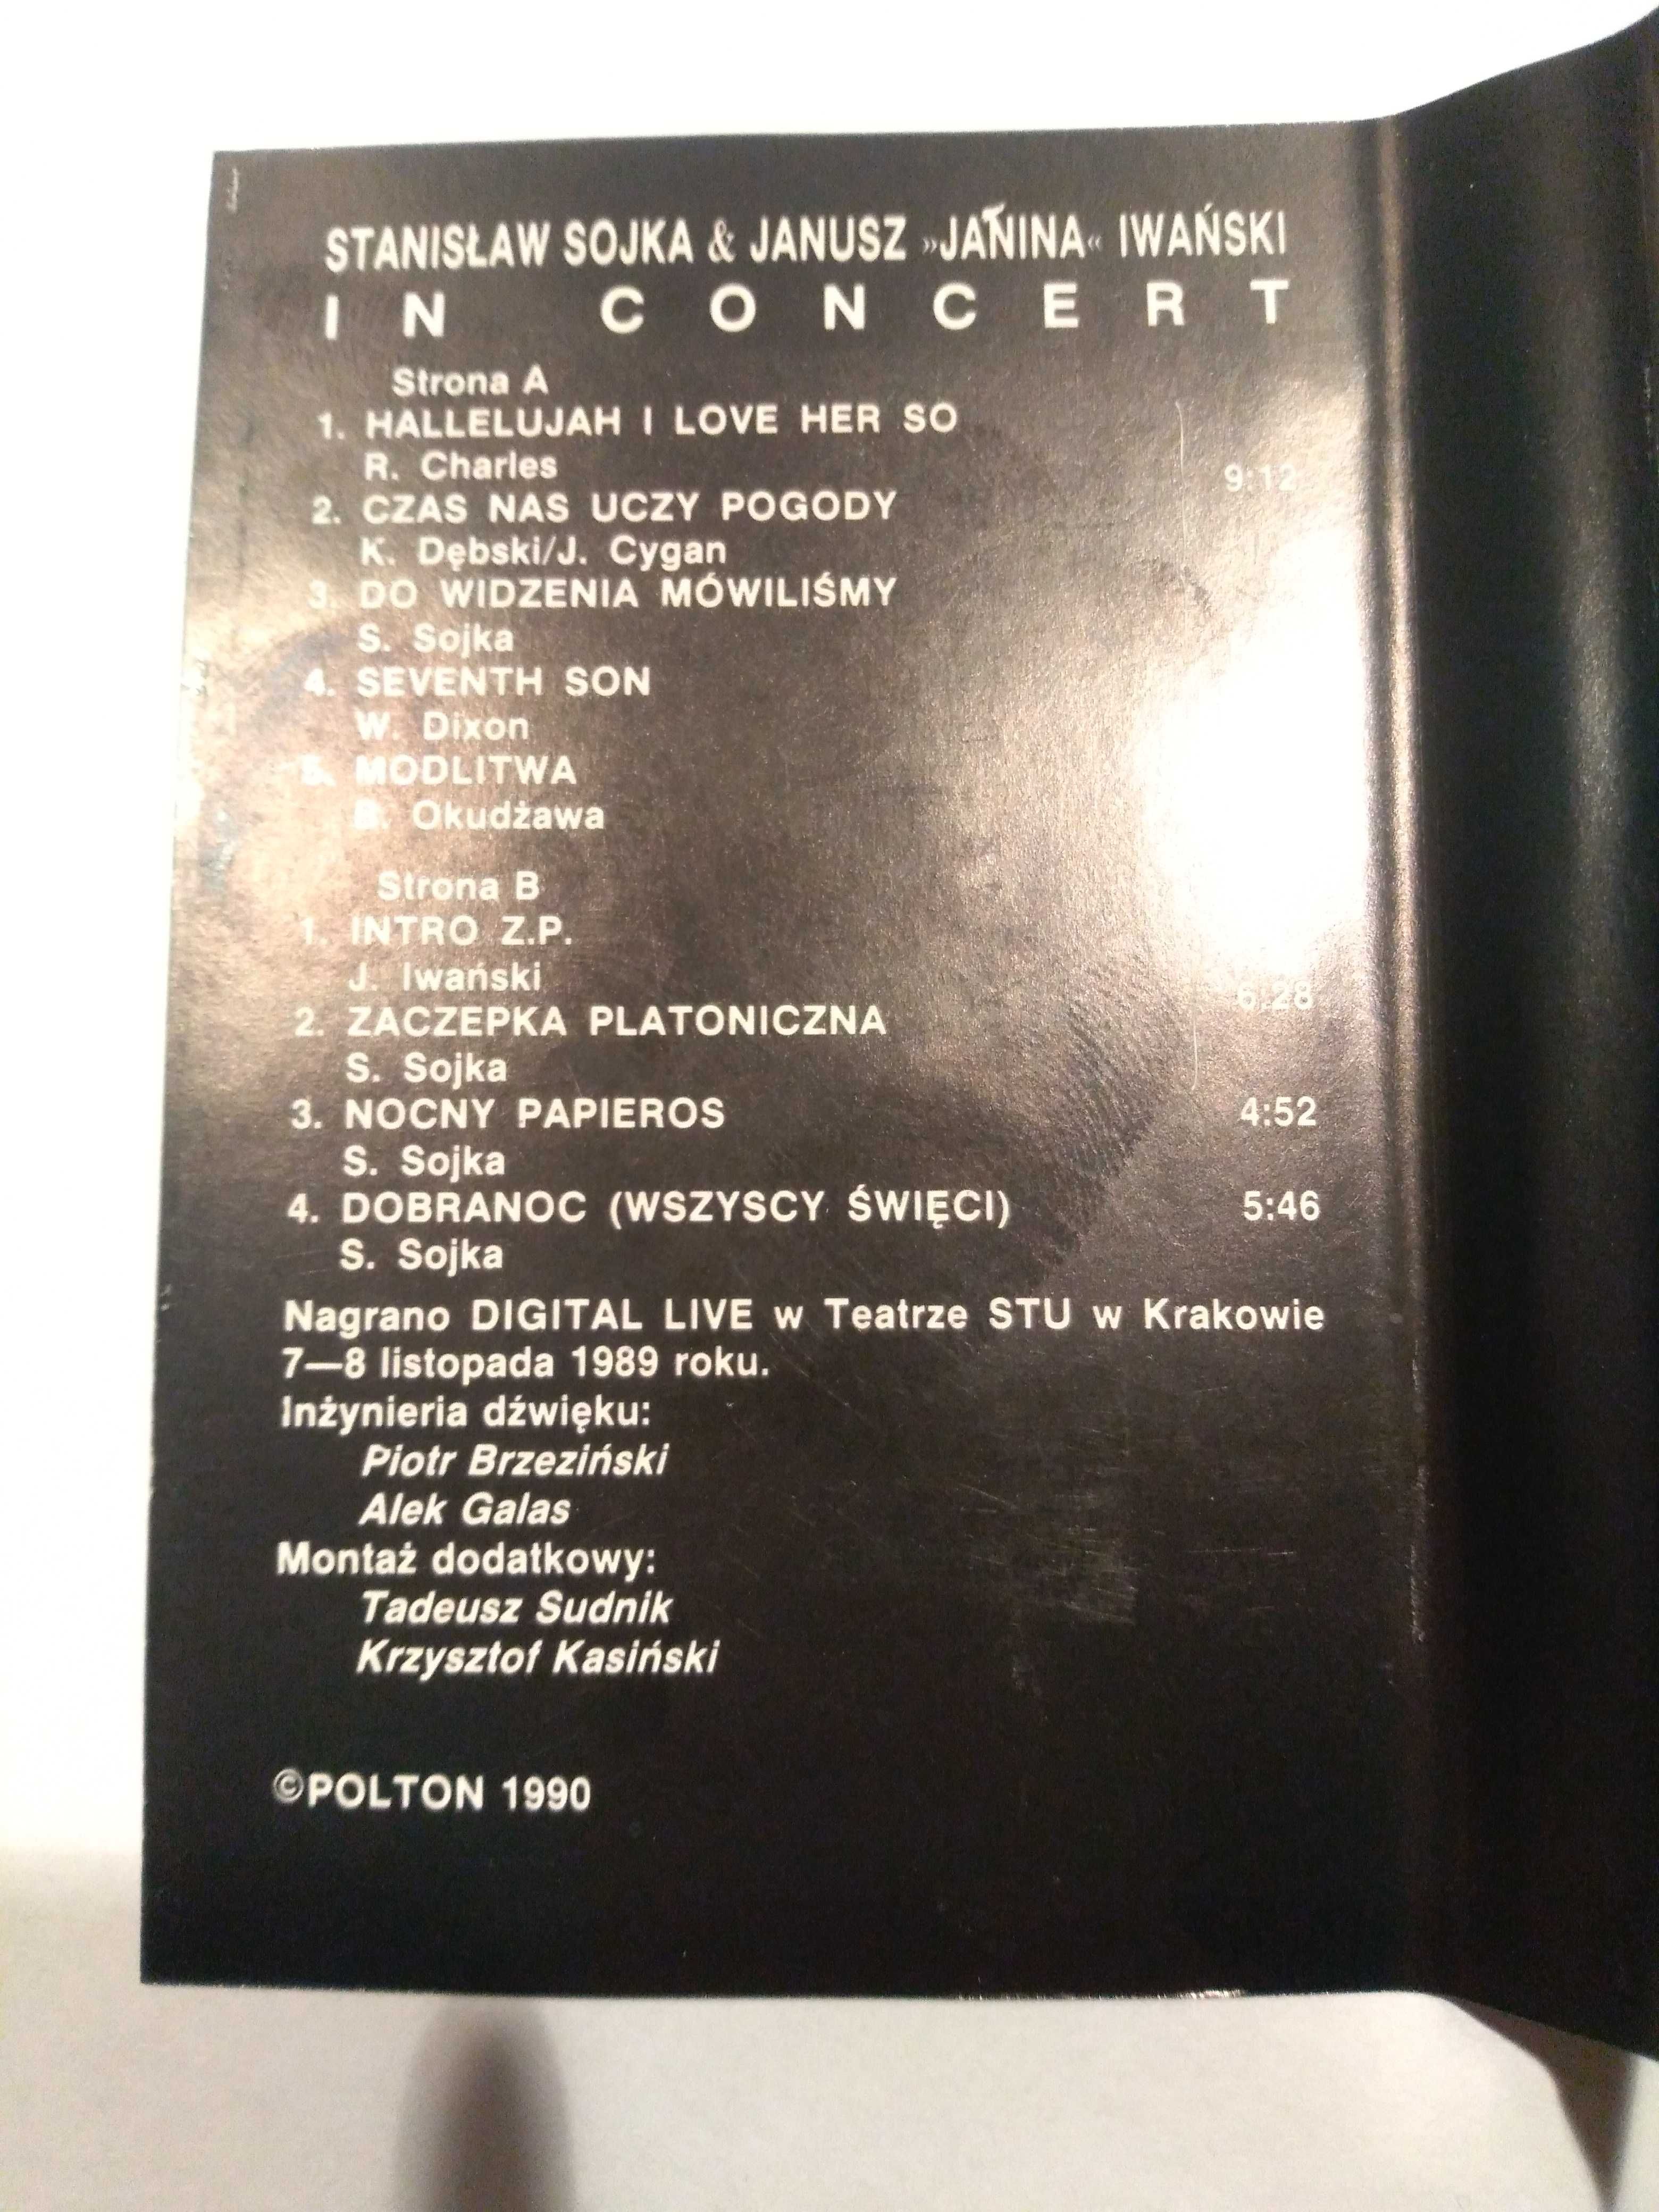 STANISŁAW SOJKA & JANUSZ »JANINA« IWAŃSKI
IN CONCERT
Strona A
1. HALLELUJAH I LOVE HER SO
R. Charles
9:12
2. CZAS NAS UCZY POGODY
K. Dębski/J. Cygan
3. DO WIDZENIA MÓWILIŚMY
S. Sojka
4. SEVENTH SON
W. Dixon
5. MODLITWA
B. Okudżawa
Strona B
1. INTRO Z.P.
J. Iwański
6:28
2. ZACZEPKA PLATONICZNA
S. Sojka
3. NOCNY PAPIEROS 4:52
S. Sojka
4. DOBRANOC (WSZYSCY ŚWIĘCI) 5:46
S. Sojka
Nagrano DIGITAL LIVE w Teatrze STU w Krakowie
7—8 listopada 1989 roku.
Inżynieria dźwięku:
Piotr Brzeziński
Alek Galas
Montaż dodatkowy:
Tadeusz Sudnik
Krzysztof Kasiński
©POLTON 1990